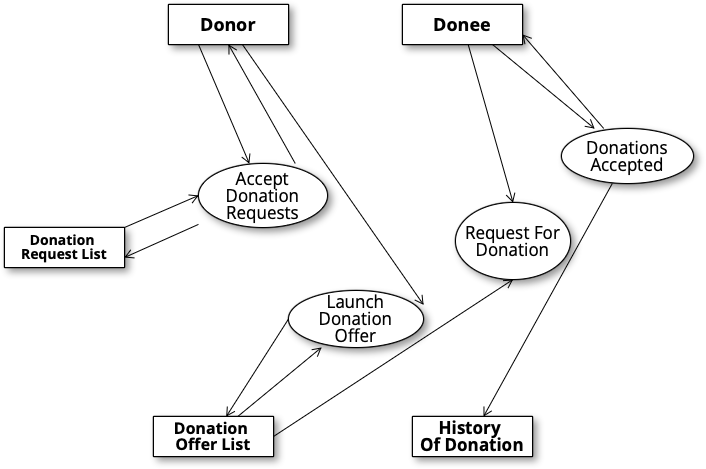 Donor
Donee
Donations
Accepted
Accept
Donation
Requests
Request For
Donation
Donation
Request List
Launch
Donation
Offer
Donation
Offer List
History
Of Donation